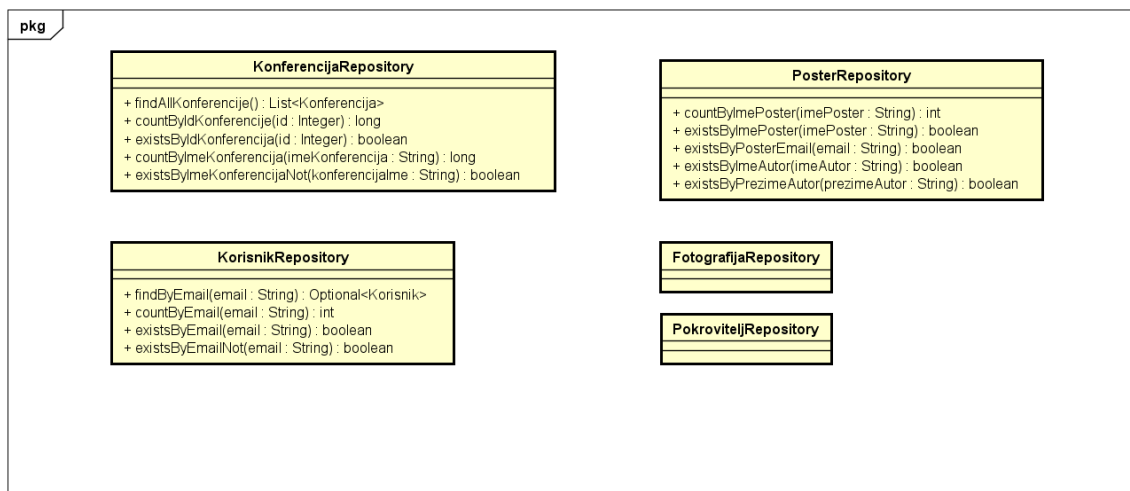 pkg
KonferencijaRepository
+ findAllKonferencije() : List<Konferencija>
+ countByIdKonferencije(id : Integer) : long
+ existsByIdKonferencija(id : Integer) : boolean
+ countByImeKonferencija(imeKonferencija : String) : long
+ existsByImeKonferencijaNot(konferencijaIme : String) : boolean
PosterRepository
+ countByImePoster(imePoster : String) : int
+ existsByImePoster(imePoster : String) : boolean
+ existsByPosterEmail(email : String) : boolean
+ existsByImeAutor(imeAutor : String) : boolean
+ existsByPrezimeAutor(prezimeAutor : String) : boolean
KorisnikRepository
+ findByEmail(email : String) : Optional<Korisnik>
+ countByEmail(email : String) : int
+ existsByEmail(email : String) : boolean
+ existsByEmailNot(email : String) : boolean
FotografijaRepository
PokroviteljRepository